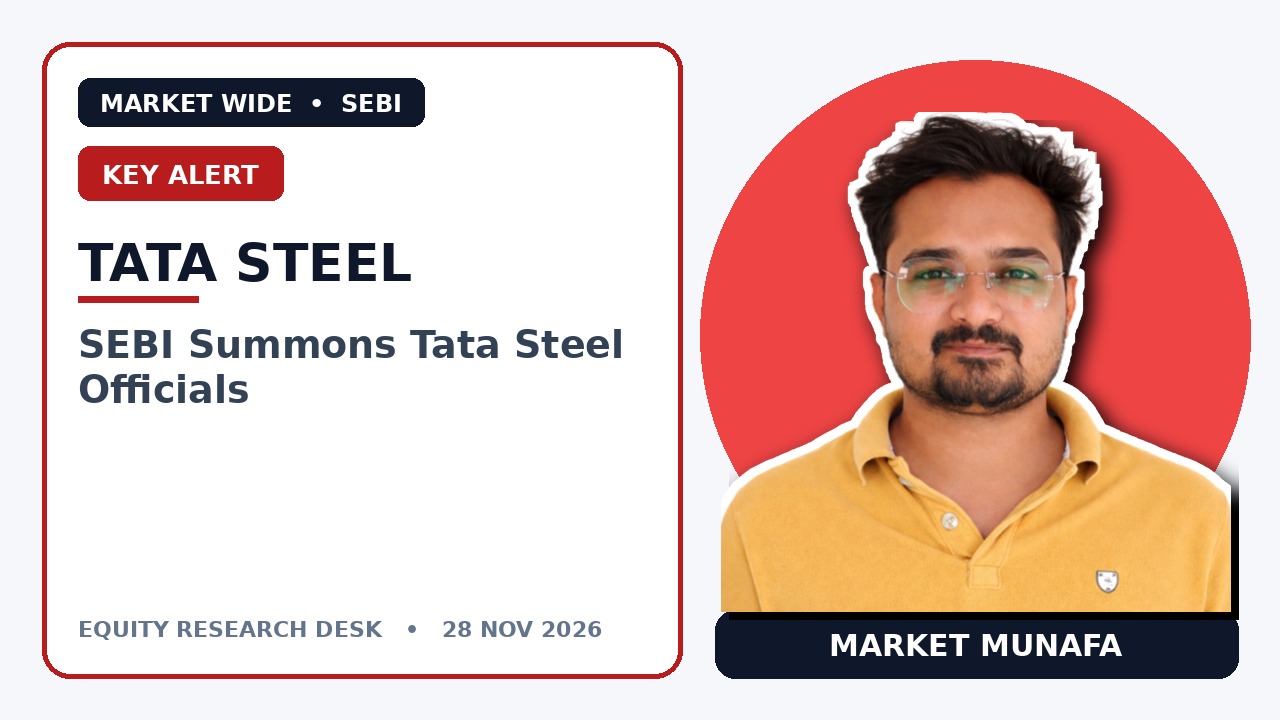 MARKET WIDE • SEBI
KEY ALERT
TATA STEEL
SEBI Summons Tata Steel
Officials
EQUITY RESEARCH DESK • 28 NOV 2026
MARKET MUNAFA